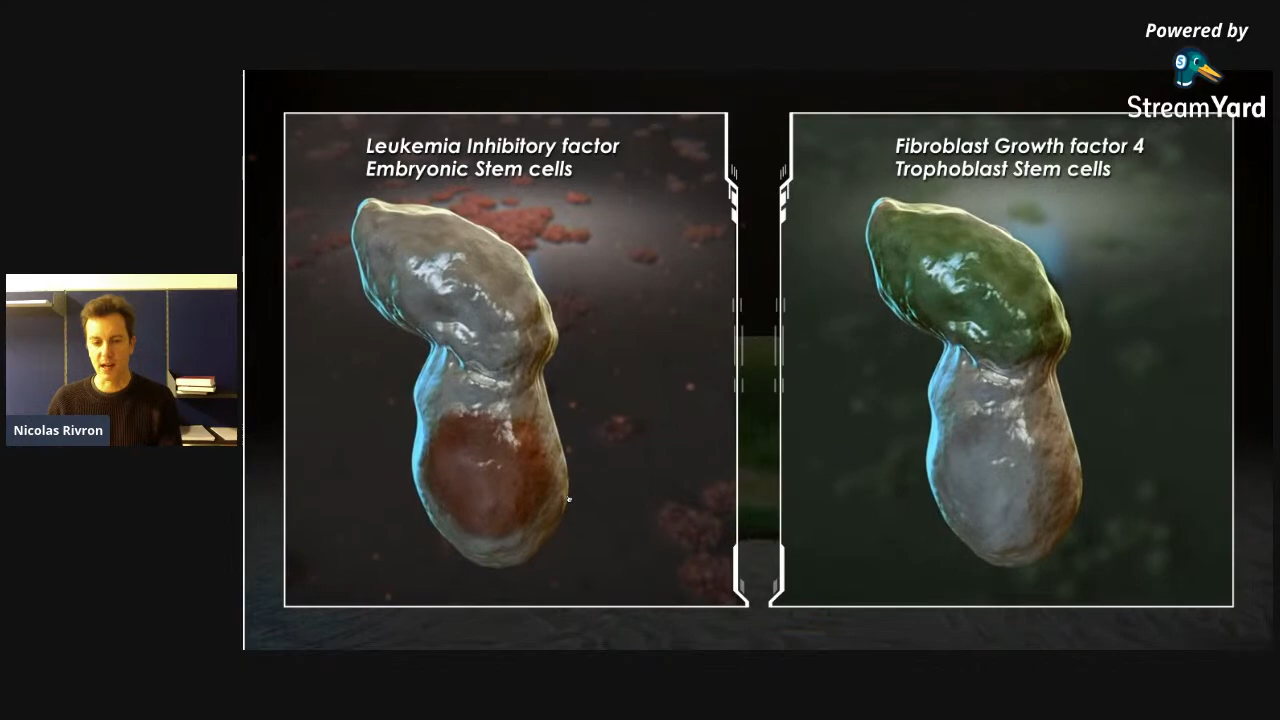 Powered by
StreamYard
Leukemia Inhibitory factor
Embryonic Stem cells
Fibroblast Growth factor 4
Trophoblast Stem cells
Nicolas Rivron